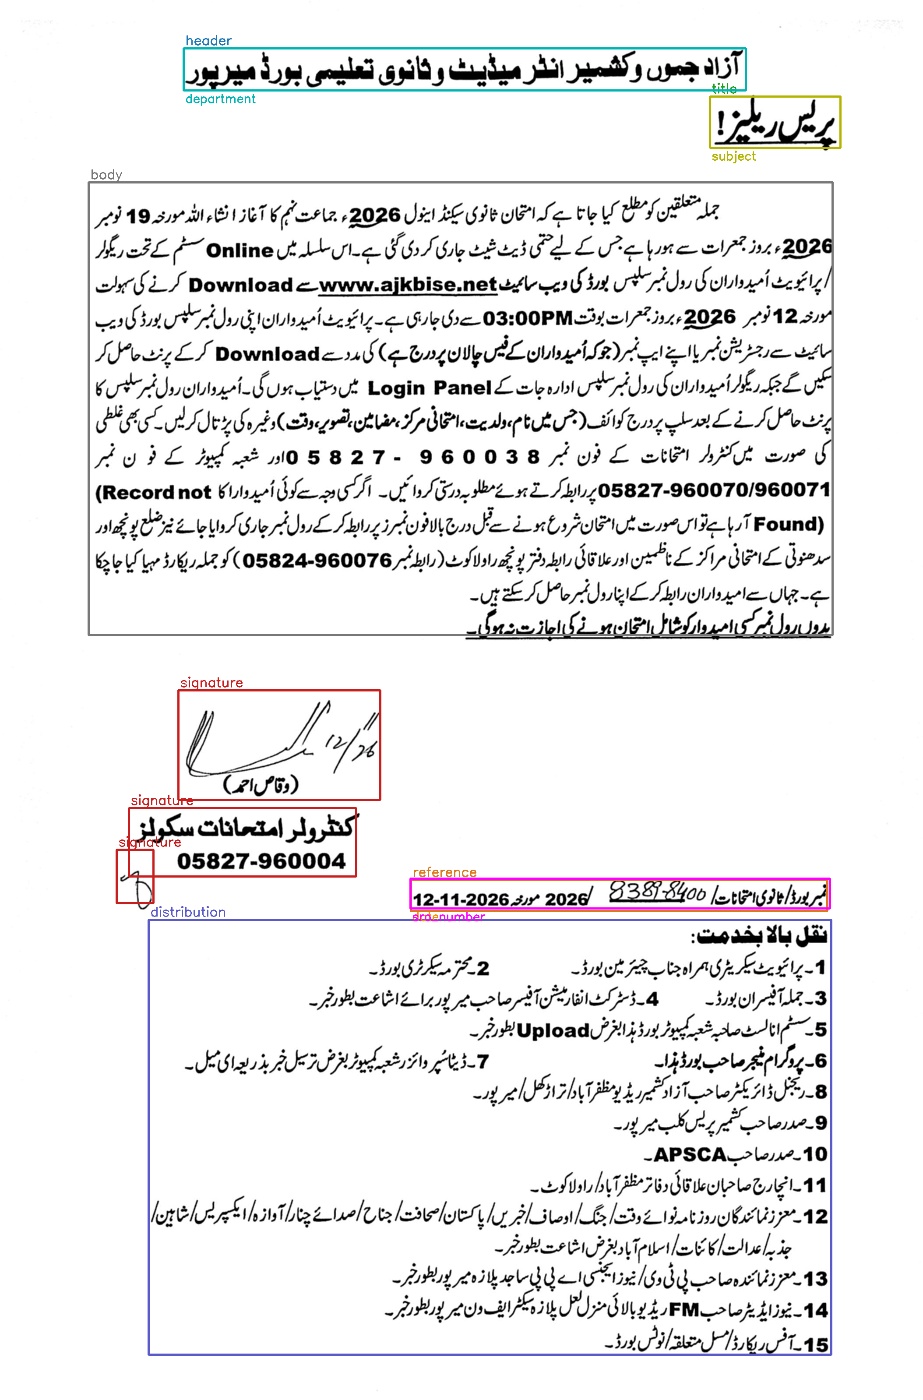 header
آزاد جموں و کشمیر انٹرمیڈیٹ و ثانوی تعلیمی بورڈ میرپور
department
title
پریس ریلیز!
subject
body
جملہ متعلقین کو مطلع کیا جاتا ہے کہ امتحان ثانوی سیکنڈ اینول 2026ء جماعت نہم کا آغاز انشاء اللہ مورخہ 19 نومبر
2026ء بروز جمعرات سے ہو رہا ہے جس کے لیے حتمی ڈیٹ شیٹ جاری کر دی گئی ہے۔ اس سلسلہ میں Online سسٹم کے تحت ریگولر
/پرائیویٹ اُمیدواران کی رول نمبر سلپس بورڈ کی ویب سائیٹ www.ajkbise.net سے Download کرنے کی سہولت
مورخہ 12 نومبر 2026ء بروز جمعرات بوقت 03:00PM سے دی جا رہی ہے۔ پرائیویٹ اُمیدواران اپنی رول نمبر سلپس بورڈ کی ویب
سائیٹ سے رجسٹریشن نمبر یا اپنے ایپ نمبر (جو کہ اُمیدواران کے فیس چالان پر درج ہے) کی مدد سے Download کر کے پرنٹ حاصل کر
سکیں گے جبکہ ریگولر اُمیدواران کی رول نمبر سلپس ادارہ جات کے Login Panel میں دستیاب ہوں گی۔ اُمیدواران رول نمبر سلپس کا
پرنٹ حاصل کرنے کے بعد سلپ پر درج کوائف (جس میں نام، ولدیت، امتحانی مرکز، مضامین، تصویر، وقت) وغیرہ کی پڑتال کرلیں۔ کسی بھی غلطی
کی صورت میں کنٹرولر امتحانات کے فون نمبر 05827-960038 اور شعبہ کمپیوٹر کے فون نمبر
05827-960070/960071 پر رابطہ کرتے ہوئے مطلوبہ درستی کروائیں۔ اگر کسی وجہ سے کوئی اُمیدوار کا (Record not
Found) آ رہا ہے تو اس صورت میں امتحان شروع ہونے سے قبل درج بالا فون نمبرز پر رابطہ کر کے رول نمبر جاری کروایا جائے نیز ضلع پونچھ اور
سدھنوتی کے امتحانی مراکز کے ناظمین اور علاقائی رابطہ دفتر پونچھ راولاکوٹ (رابطہ نمبر 05824-960076) کو جملہ ریکارڈ مہیا کیا جا چکا
ہے۔ جہاں سے امیدواران رابطہ کر کے اپنا رول نمبر حاصل کر سکتے ہیں۔
بدوں رول نمبر کسی امیدوار کو شامل امتحان ہونے کی اجازت نہ ہو گی۔
signature
12/11/26
(وقاص احمد)
signature
کنٹرولر امتحانات سکولز
signature
05827-960004
reference
نمبر بورڈ/ثانوی امتحانات/ 8389-8400 /2026 مورخہ 12-11-2026
distribution
نقل بالا بخدمت:
1۔ پرائیویٹ سیکریٹری ہمراہ جناب چیئرمین بورڈ۔ 2۔ محترمہ سیکرٹری بورڈ۔
3۔ جملہ آفیسران بورڈ۔ 4۔ ڈسٹرکٹ انفارمیشن آفیسر صاحب میرپور برائے اشاعت بطور خبر۔
5۔ سسٹم انالسٹ صاحبہ شعبہ کمپیوٹر بورڈ ہذا بغرض Upload بطور خبر۔
6۔ پروگرام منیجر صاحب بورڈ ہذا۔ 7۔ ڈیٹا سپروائزر شعبہ کمپیوٹر بغرض ترسیل خبر بذریعہ ای میل۔
8۔ ریجنل ڈائریکٹر صاحب آزاد کشمیر ریڈیو مظفرآباد/تراڑکھل/میرپور۔
9۔ صدر صاحب کشمیر پریس کلب میرپور۔
10۔ صدر صاحب APSCA۔
11۔ انچارج صاحبان علاقائی دفاتر مظفرآباد/راولاکوٹ۔
12۔ معزز نمائندگان روزنامہ نوائے وقت/جنگ/اوصاف/خبریں/پاکستان/صحافت/جناح/صدائے چنار/آوازہ/ایکسپریس/شاہین/
جذبہ/عدالت/کائنات/اسلام آباد بغرض اشاعت بطور خبر۔
13۔ معزز نمائندہ صاحب پی ٹی وی/نیوز ایجنسی اے پی پی ساجد پلازہ میرپور بطور خبر۔
14۔ نیوز ایڈیٹر صاحب FM ریڈیو بالائی منزل لعل پلازہ سیکٹر ایف ون میرپور بطور خبر۔
15۔ آفس ریکارڈ/مسل متعلقہ/نوٹس بورڈ۔